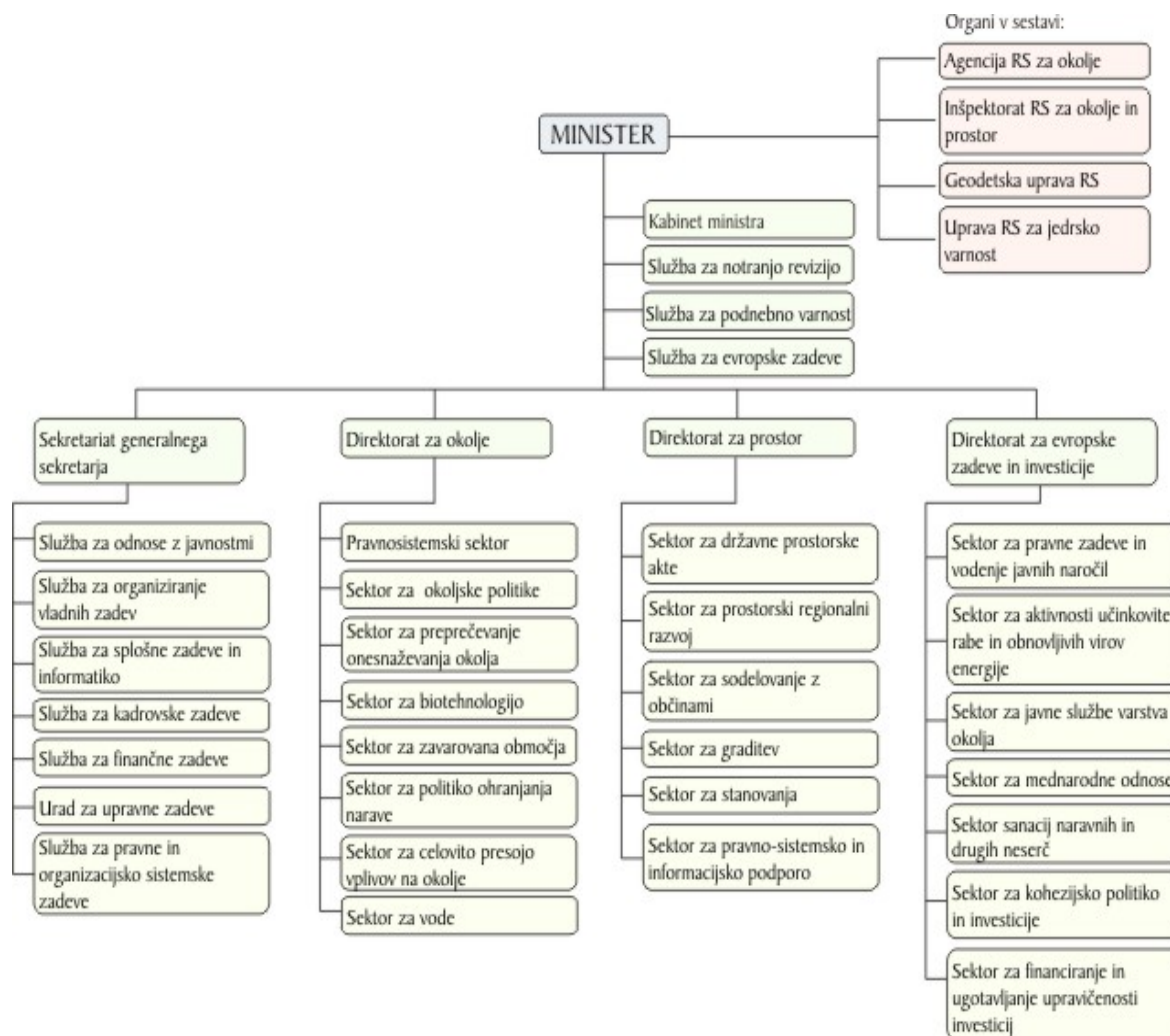 Organi v sestavi:
Agencija RS za okolje
Inšpektorat RS za okolje in
prostor
Geodetska uprava RS
Uprava RS za jedrsko
varnost
MINISTER
Kabinet ministra
Služba za notranjo revizijo
Služba za podnebno varnost
Služba za evropske zadeve
Sekretariat generalnega
sekretarja
Služba za odnose z javnostmi
Služba za organiziranje
vladnih zadev
Služba za splošne zadeve in
informatiko
Služba za kadrovske zadeve
Služba za finančne zadeve
Urad za upravne zadeve
Služba za pravne in
organizacijsko sistemske
zadeve
Direktorat za okolje
Pravnosistemski sektor
Sektor za okoljske politike
Sektor za preprečevanje
onesnaževanja okolja
Sektor za biotehnologijo
Sektor za zavarovana območja
Sektor za politiko ohranjanja
narave
Sektor za celovito presojo
vplivov na okolje
Sektor za vode
Direktorat za prostor
Sektor za državne prostorske
akte
Sektor za prostorski regionalni
razvoj
Sektor za sodelovanje z
občinami
Sektor za graditev
Sektor za stanovanja
Sektor za pravno-sistemsko in
informacijsko podporo
Direktorat za evropske
zadeve in investicije
Sektor za pravne zadeve in
vodenje javnih naročil
Sektor za aktivnosti učinkovite
rabe in obnovljivih virov
energije
Sektor za javne službe varstva
okolja
Sektor za mednarodne odnose
Sektor sanacij naravnih in
drugih neserč
Sektor za kohezijsko politiko
in investicije
Sektor za financiranje in
ugotavljanje upravičenosti
investicij